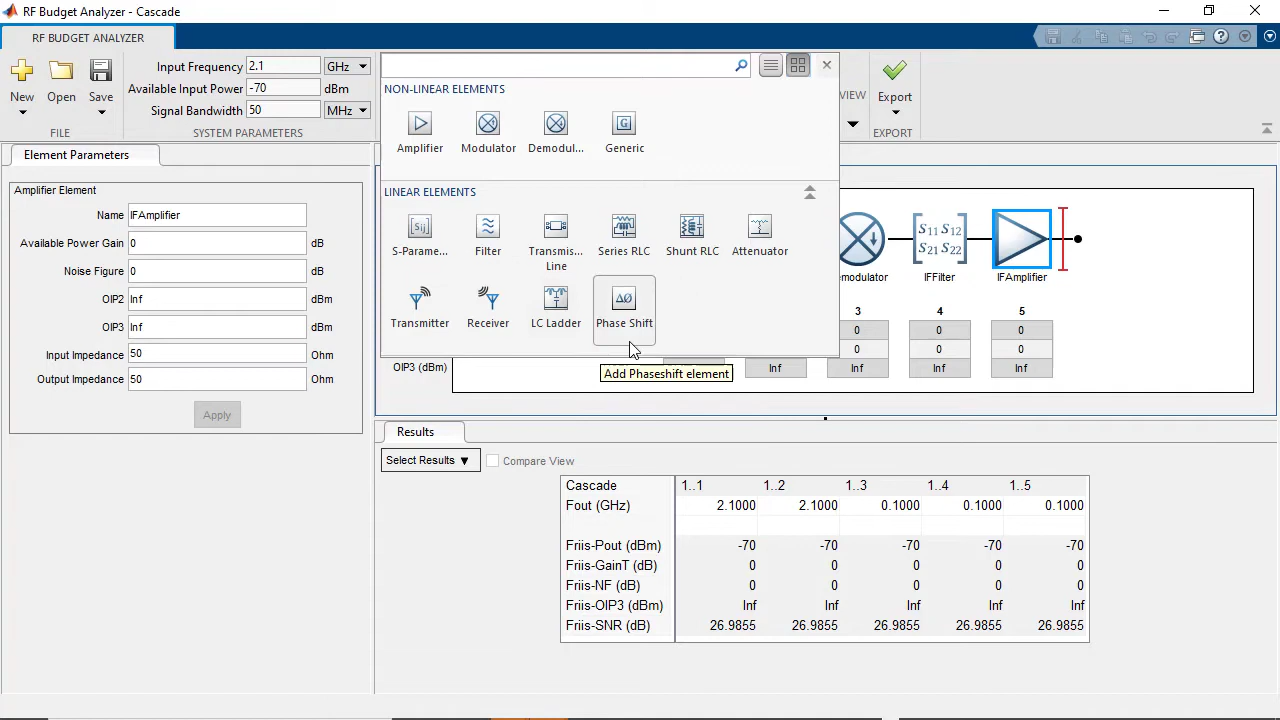 RF Budget Analyzer - Cascade
RF BUDGET ANALYZER
New
Open
Save
FILE
Input Frequency 2.1 GHz
Available Input Power -70 dBm
Signal Bandwidth 50 MHz
SYSTEM PARAMETERS
NON-LINEAR ELEMENTS
Amplifier
Modulator
Demodul...
Generic
G
LINEAR ELEMENTS
Sij
S-Parame...
Filter
Transmis... Line
Series RLC
Shunt RLC
Attenuator
Transmitter
Receiver
LC Ladder
ΔØ
Phase Shift
Add Phaseshift element
VIEW
Export
EXPORT
Element Parameters
Amplifier Element
Name IFAmplifier
Available Power Gain 0 dB
Noise Figure 0 dB
OIP2 Inf dBm
OIP3 Inf dBm
Input Impedance 50 Ohm
Output Impedance 50 Ohm
Apply
S11 S12
S21 S22
emodulator IFFilter IFAmplifier
3 4 5
0 0 0
0 0 0
OIP3 (dBm) Inf Inf Inf Inf
Results
Select Results ▼ Compare View
Cascade 1..1 1..2 1..3 1..4 1..5
Fout (GHz) 2.1000 2.1000 0.1000 0.1000 0.1000
Friis-Pout (dBm) -70 -70 -70 -70 -70
Friis-GainT (dB) 0 0 0 0 0
Friis-NF (dB) 0 0 0 0 0
Friis-OIP3 (dBm) Inf Inf Inf Inf Inf
Friis-SNR (dB) 26.9855 26.9855 26.9855 26.9855 26.9855